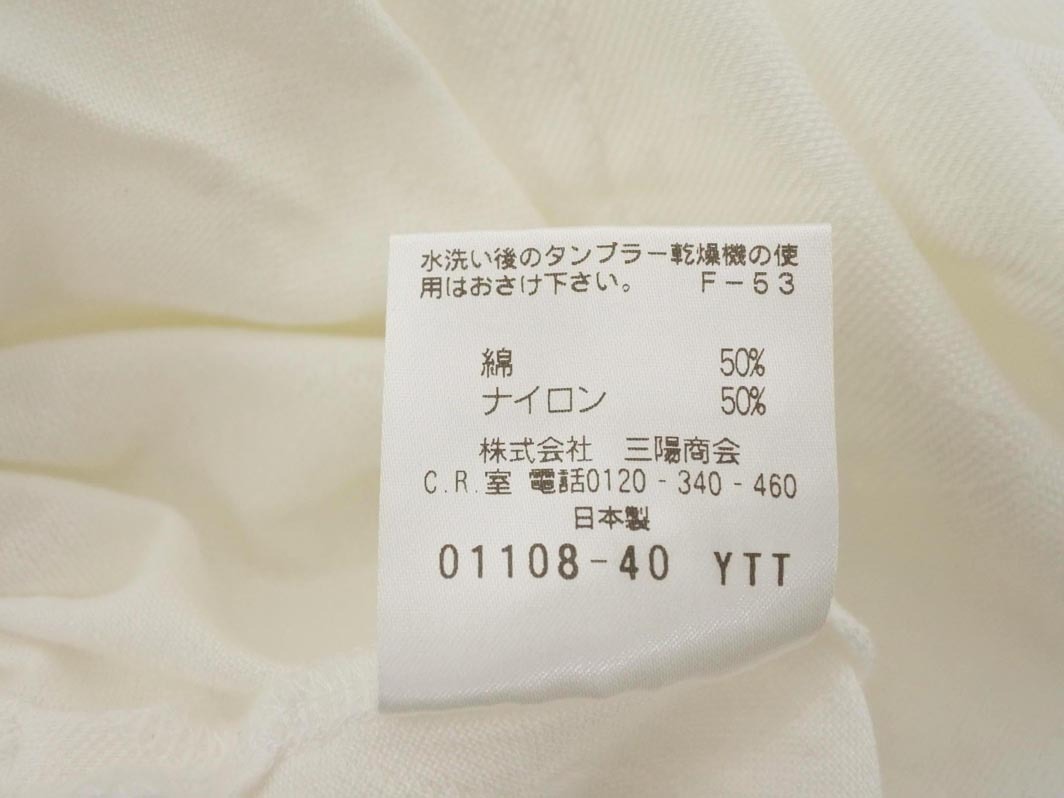 水洗い後のタンブラー乾燥機の使
用はおさけ下さい。 F-53
綿 50%
ナイロン 50%
株式会社 三陽商会
C.R.室 電話0120-340-460
日本製
01108-40 YTT